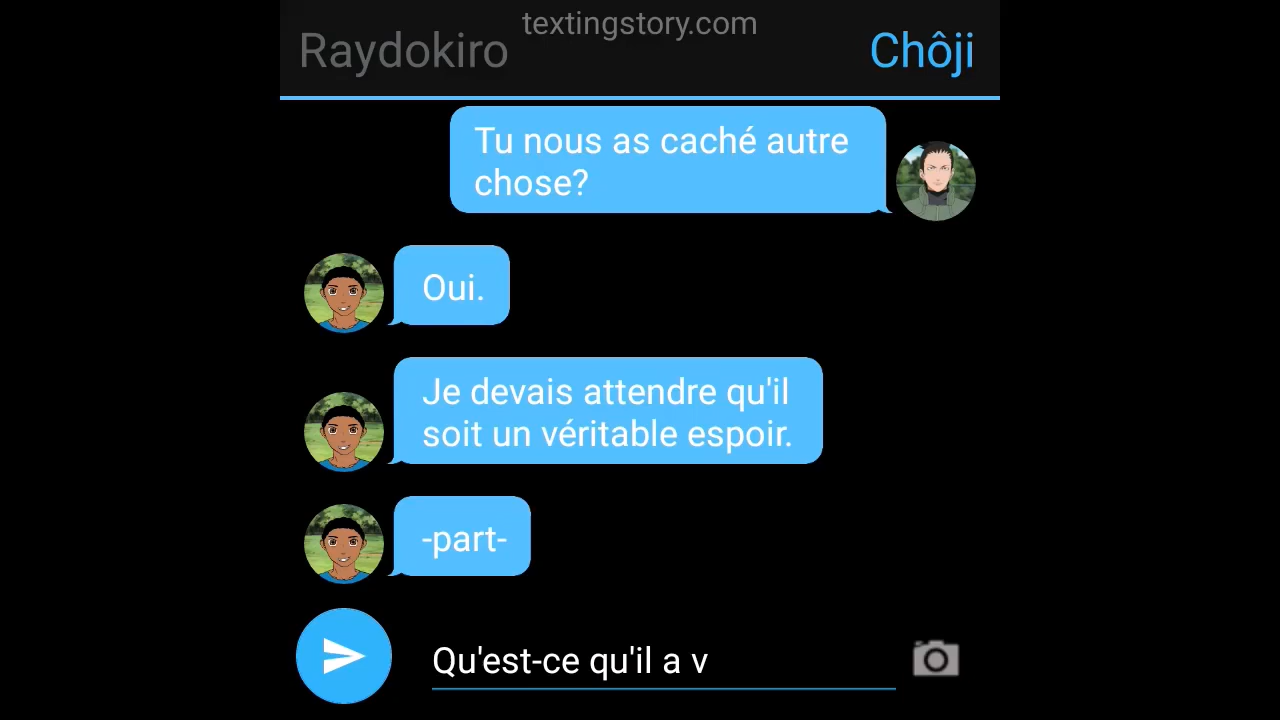 textingstory.com
Raydokiro
Chôji
Tu nous as caché autre
chose?
Oui.
Je devais attendre qu'il
soit un véritable espoir.
-part-
Qu'est-ce qu'il a v